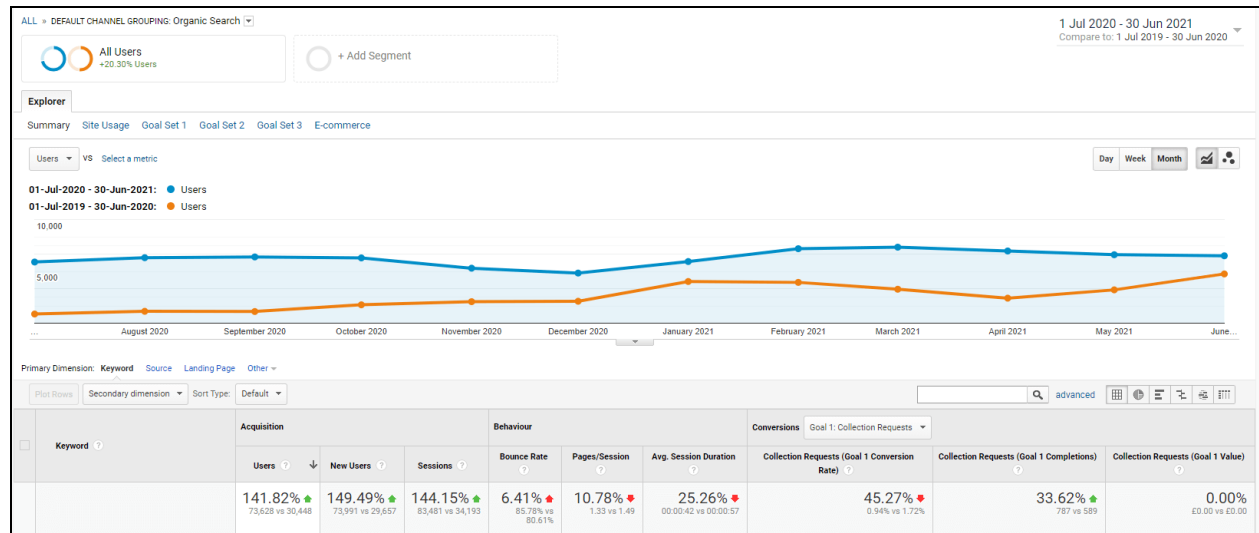 ALL » DEFAULT CHANNEL GROUPING: Organic Search
1 Jul 2020 - 30 Jun 2021
Compare to: 1 Jul 2019 - 30 Jun 2020
All Users
+20.30% Users
+ Add Segment
Explorer
Summary Site Usage Goal Set 1 Goal Set 2 Goal Set 3 E-commerce
Users VS Select a metric
Day Week Month
01-Jul-2020 - 30-Jun-2021: Users
01-Jul-2019 - 30-Jun-2020: Users
10,000
5,000
... August 2020 September 2020 October 2020 November 2020 December 2020 January 2021 February 2021 March 2021 April 2021 May 2021 June...
Primary Dimension: Keyword Source Landing Page Other
Plot Rows Secondary dimension Sort Type: Default advanced
Keyword ?
Acquisition Behaviour Conversions Goal 1: Collection Requests
Users ? New Users ? Sessions ? Bounce Rate ? Pages/Session ? Avg. Session Duration ? Collection Requests (Goal 1 Conversion Rate) ? Collection Requests (Goal 1 Completions) ? Collection Requests (Goal 1 Value) ?
141.82% 149.49% 144.15% 6.41% 10.78% 25.26% 45.27% 33.62% 0.00%
73,628 vs 30,448 73,991 vs 29,657 83,481 vs 34,193 85.78% vs 80.61% 1.33 vs 1.49 00:00:42 vs 00:00:57 0.94% vs 1.72% 787 vs 589 £0.00 vs £0.00